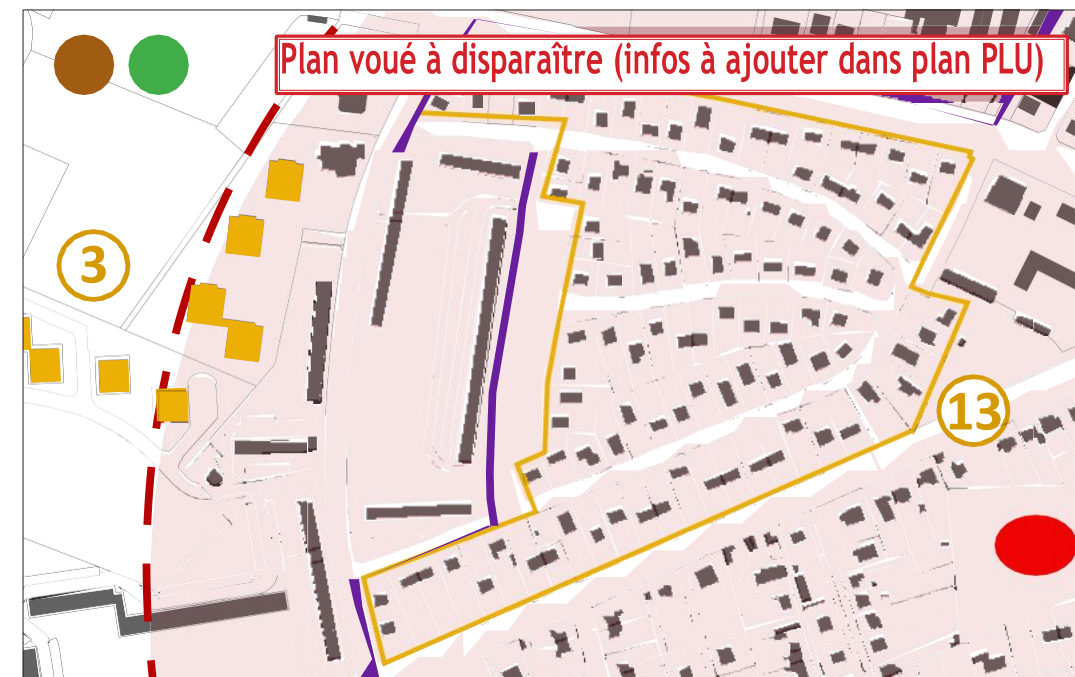 Plan voué à disparaître (infos à ajouter dans plan PLU)
3
13